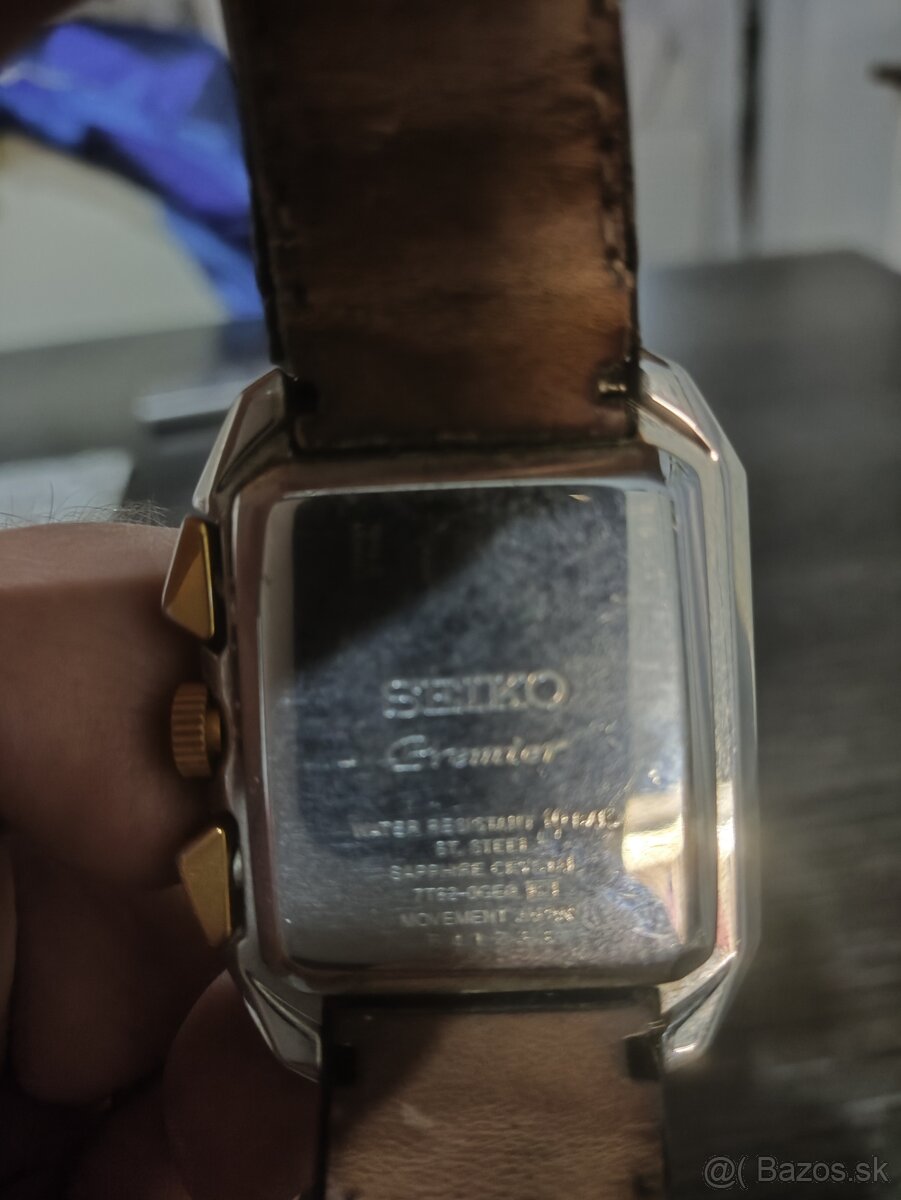 SEIKO
Premier
WATER RESISTANT
ST. STEEL
SAPPHIRE CRYSTAL
MOVEMENT JAPAN
@( Bazos.sk